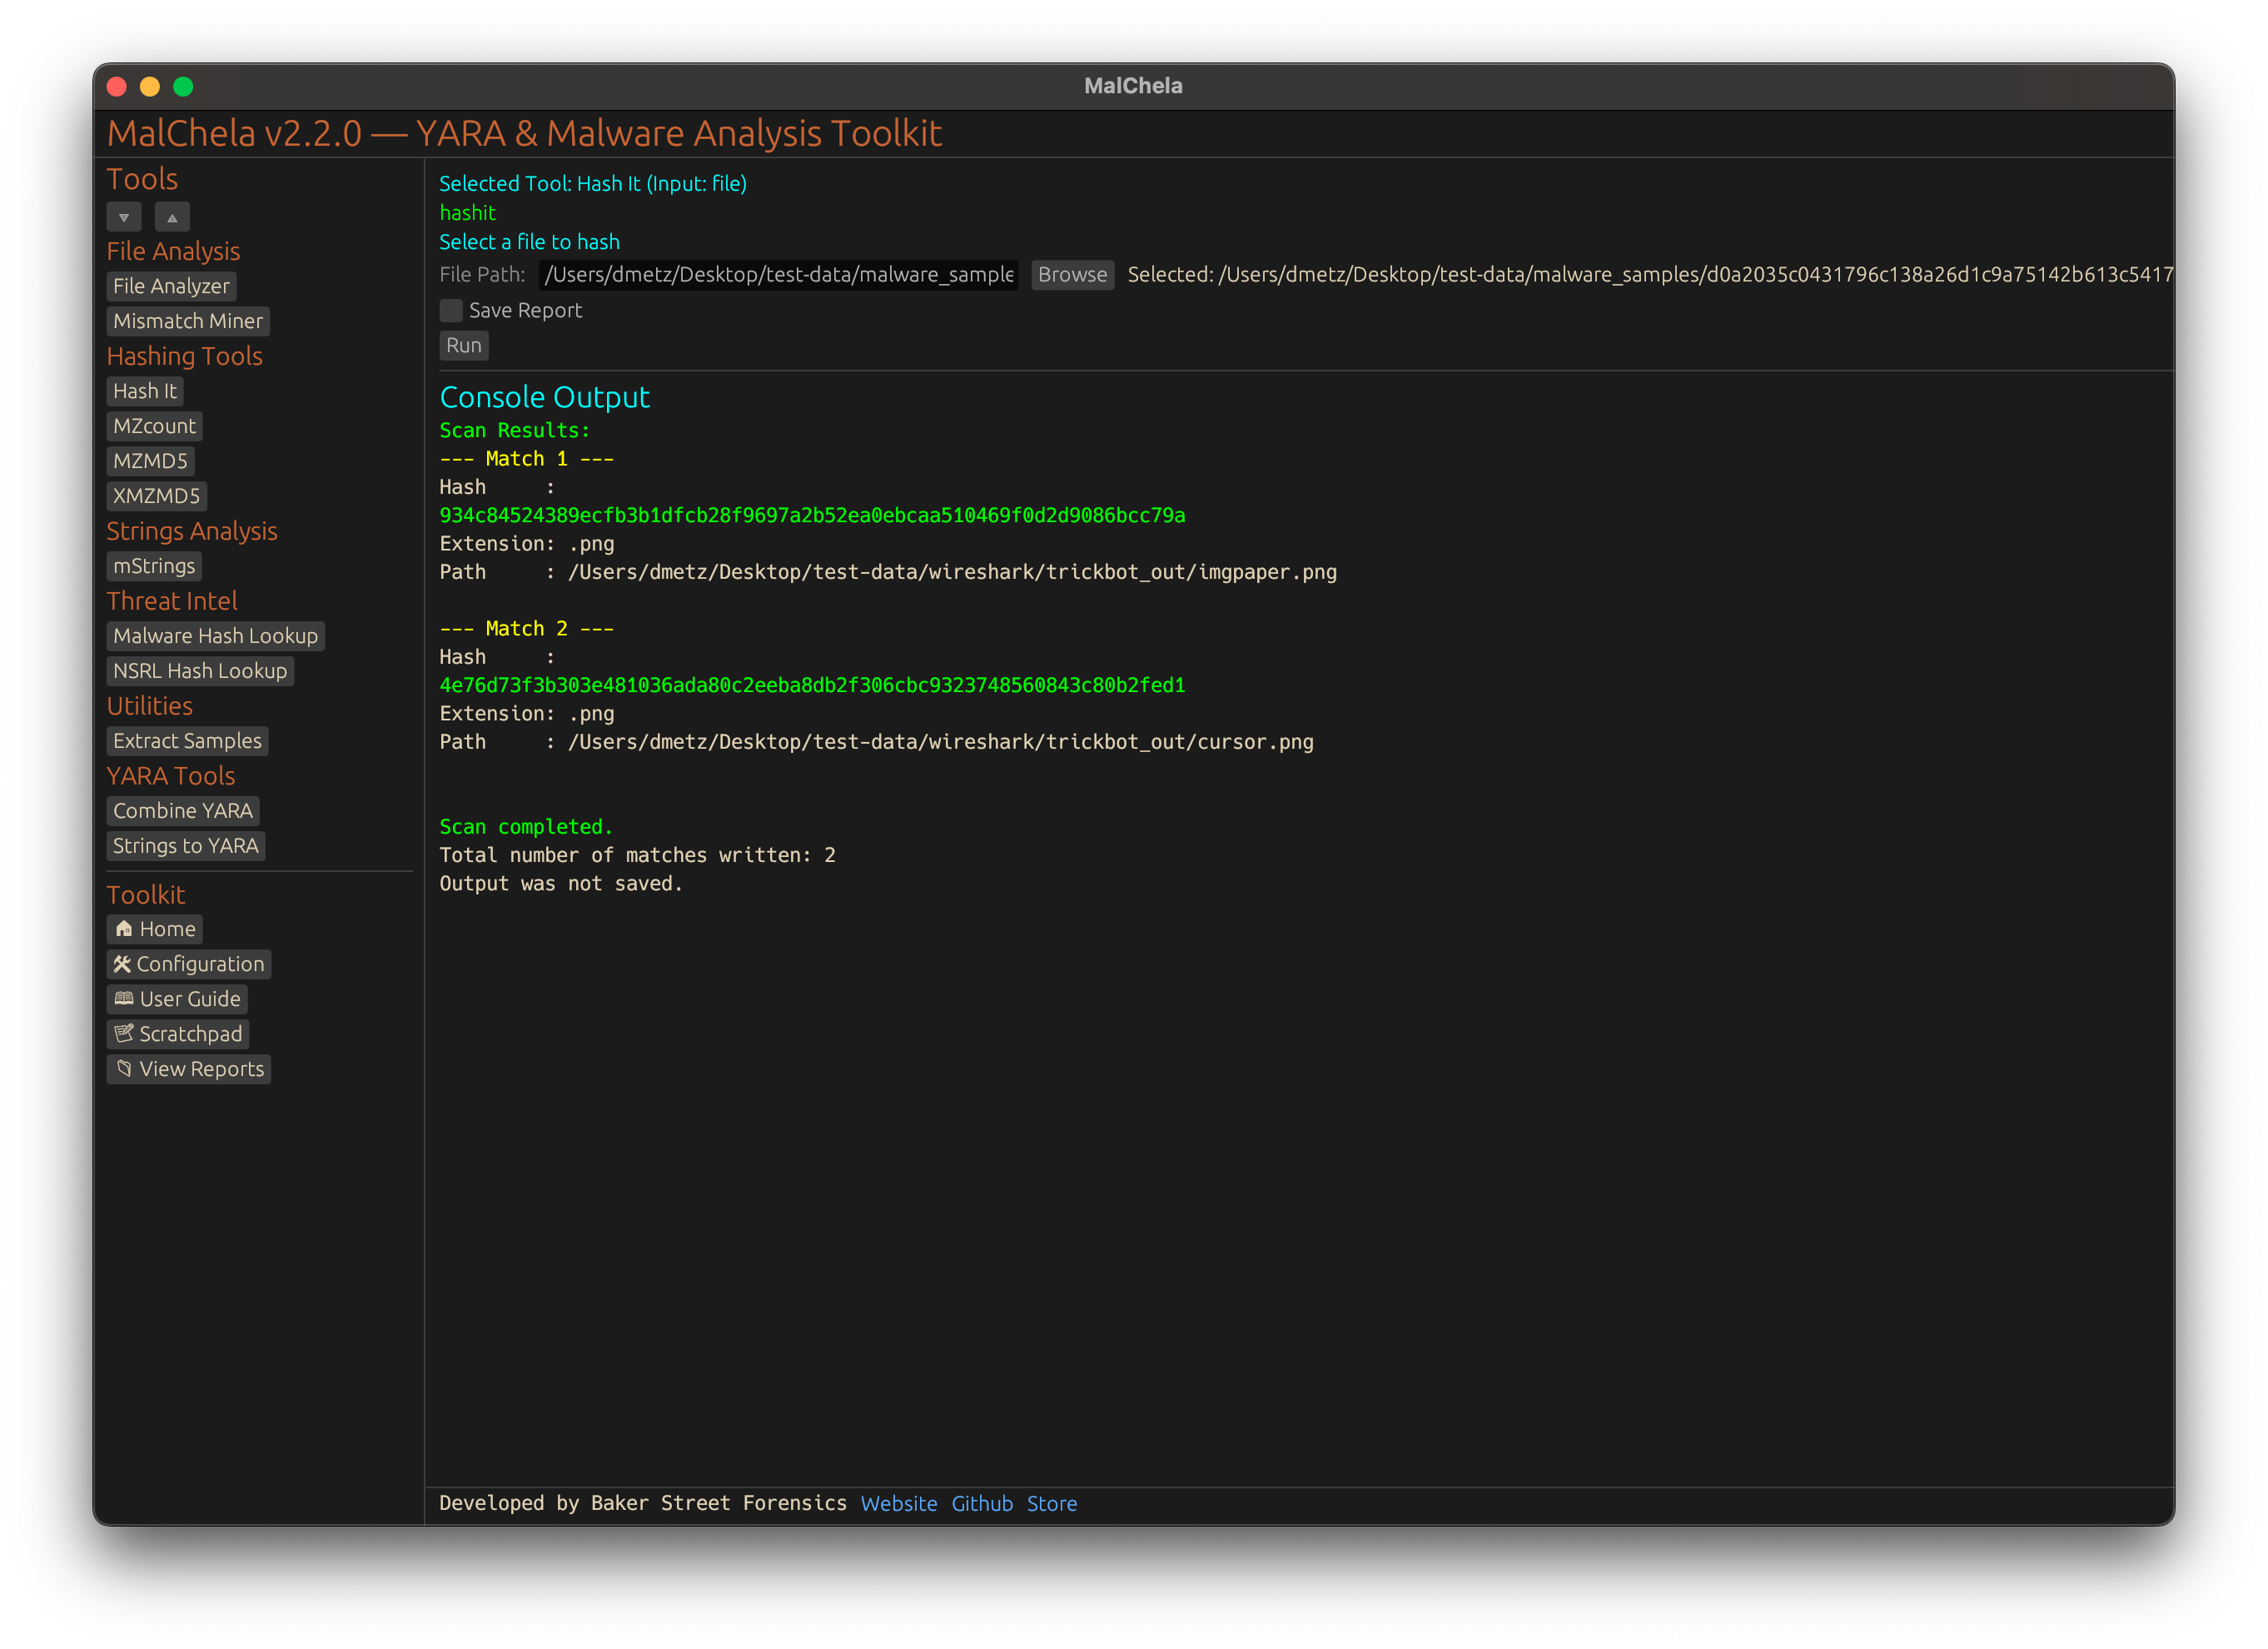 MalChela
MalChela v2.2.0 — YARA & Malware Analysis Toolkit
Tools
File Analysis
File Analyzer
Mismatch Miner
Hashing Tools
Hash It
MZcount
MZMD5
XMZMD5
Strings Analysis
mStrings
Threat Intel
Malware Hash Lookup
NSRL Hash Lookup
Utilities
Extract Samples
YARA Tools
Combine YARA
Strings to YARA
Toolkit
Home
Configuration
User Guide
Scratchpad
View Reports
Selected Tool: Hash It (Input: file)
hashit
Select a file to hash
File Path: /Users/dmetz/Desktop/test-data/malware_sample Browse Selected: /Users/dmetz/Desktop/test-data/malware_samples/d0a2035c0431796c138a26d1c9a75142b613c5417
Save Report
Run
Console Output
Scan Results:
--- Match 1 ---
Hash :
934c84524389ecfb3b1dfcb28f9697a2b52ea0ebcaa510469f0d2d9086bcc79a
Extension: .png
Path : /Users/dmetz/Desktop/test-data/wireshark/trickbot_out/imgpaper.png
--- Match 2 ---
Hash :
4e76d73f3b303e481036ada80c2eeba8db2f306cbc9323748560843c80b2fed1
Extension: .png
Path : /Users/dmetz/Desktop/test-data/wireshark/trickbot_out/cursor.png
Scan completed.
Total number of matches written: 2
Output was not saved.
Developed by Baker Street Forensics Website Github Store